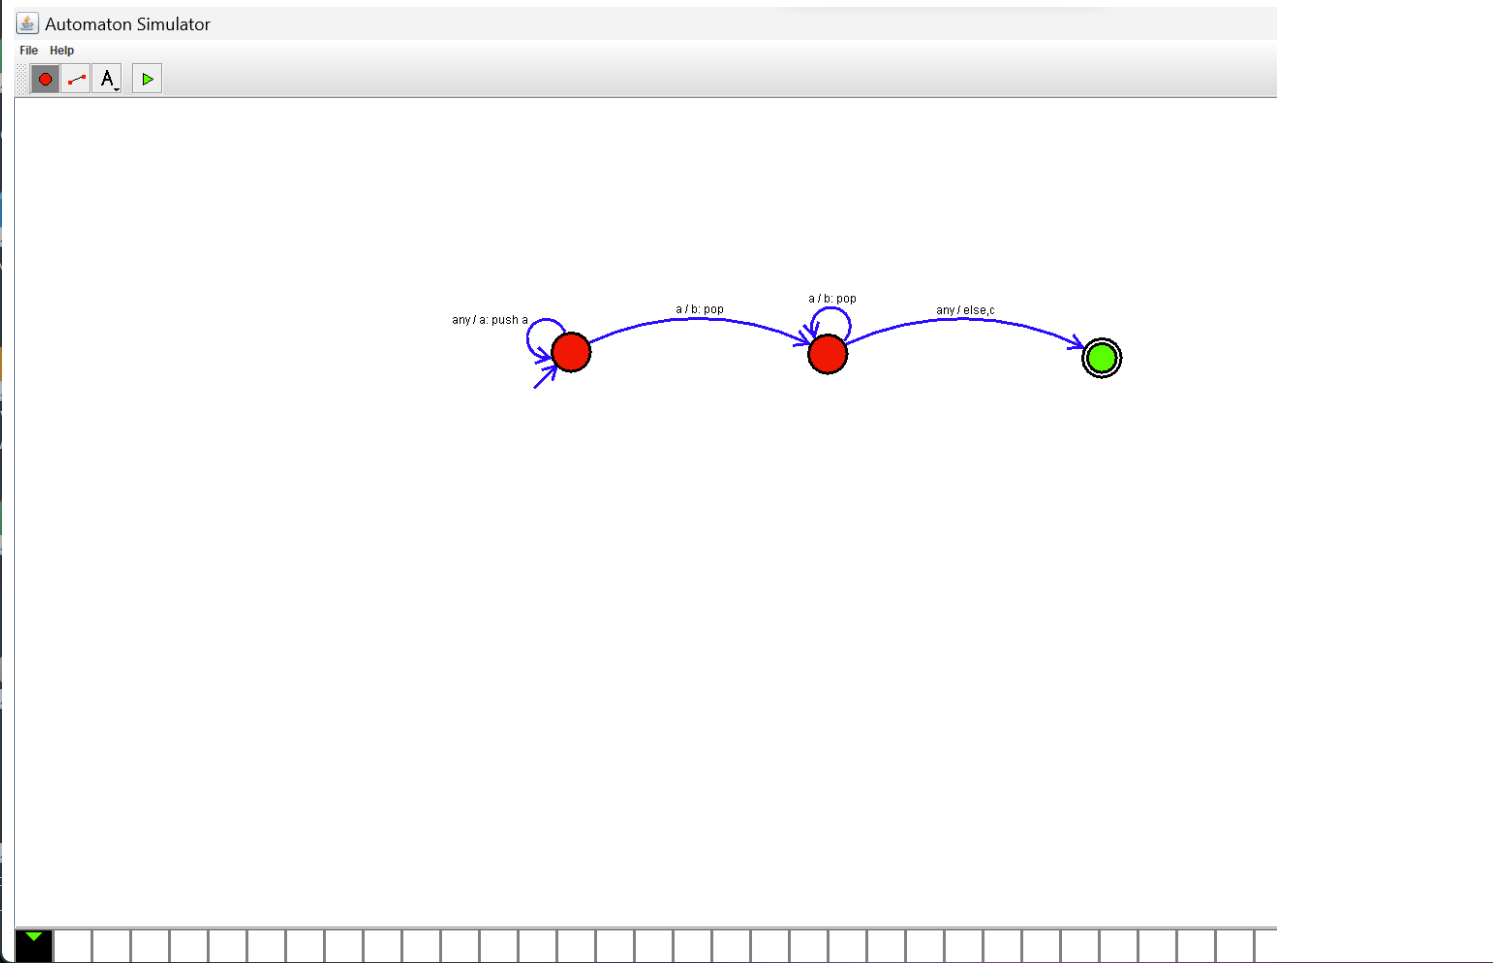 Automaton Simulator
File Help
A
a / b: pop
any / a: push a
a / b: pop
any / else,c